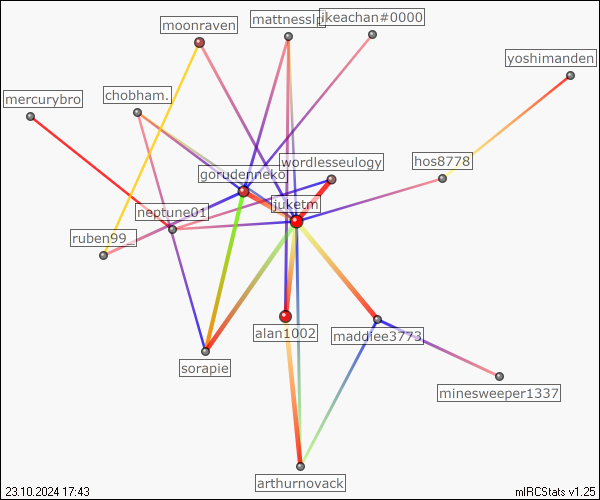 moonraven
mattnesslp
ikeachan#0000
yoshimanden
mercurybro
chobham.
wordlesseulogy
hos8778
gorudenneko
juketm
neptune01
ruben99_
alan1002
maddiee3773
sorapie
minesweeper1337
arthurnovack
23.10.2024 17:43
mIRCStats v1.25